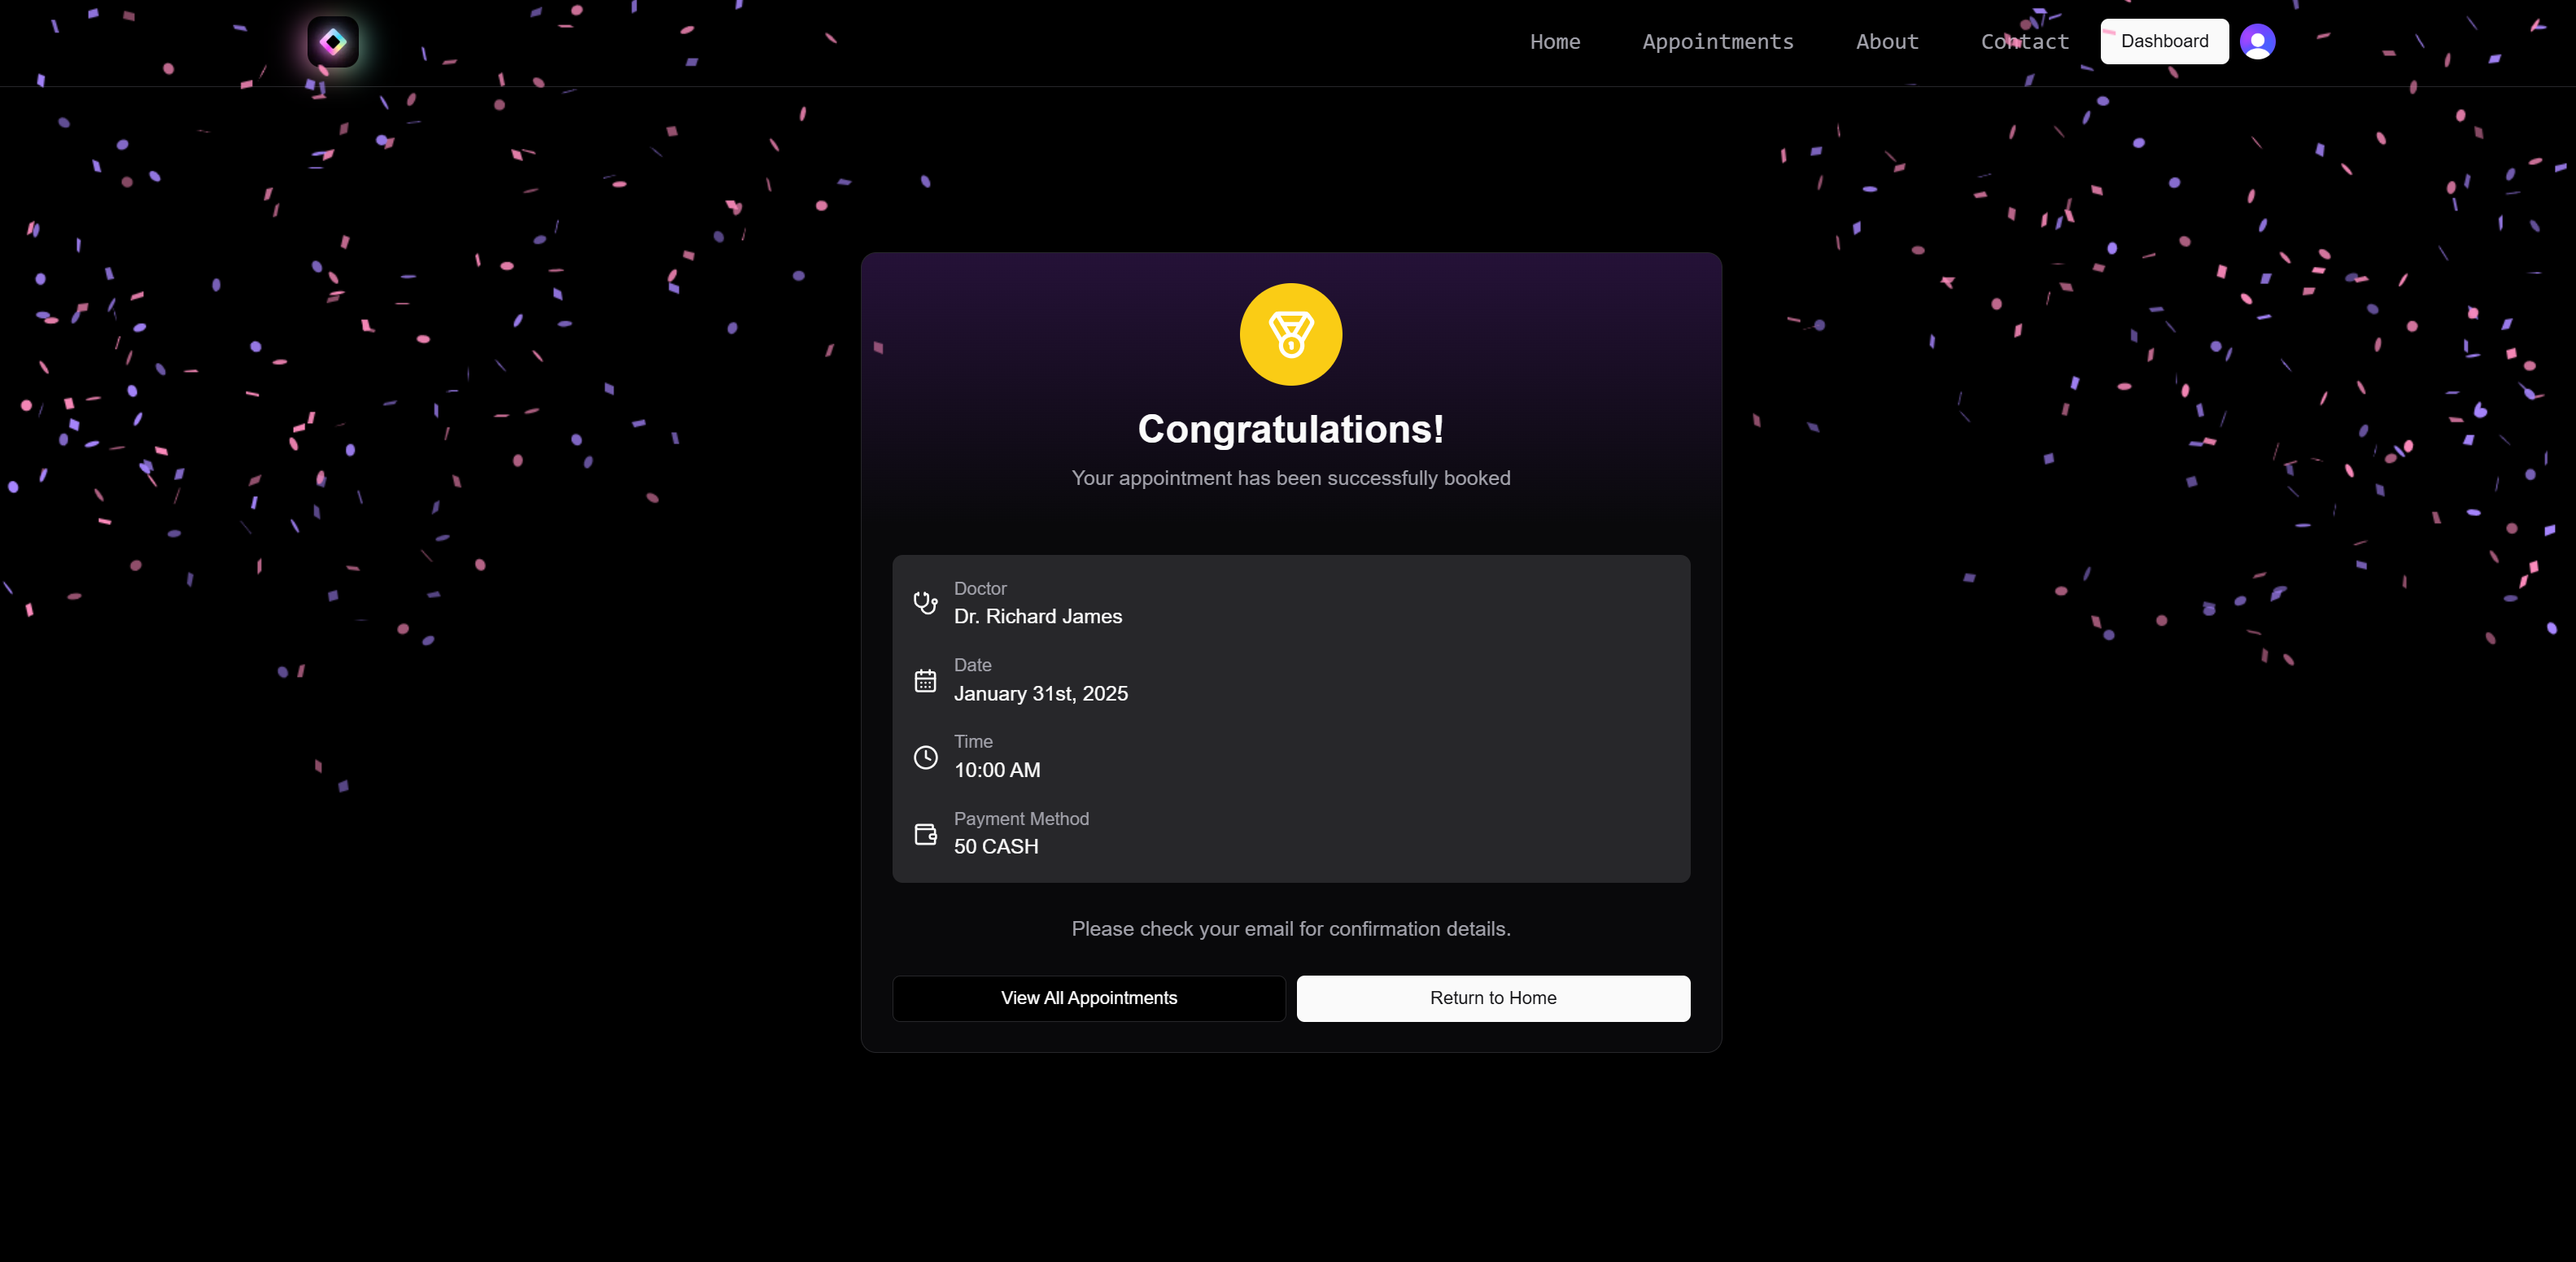 Home
Appointments
About
Contact
Dashboard
Congratulations!
Your appointment has been successfully booked
Doctor
Dr. Richard James
Date
January 31st, 2025
Time
10:00 AM
Payment Method
50 CASH
Please check your email for confirmation details.
View All Appointments
Return to Home